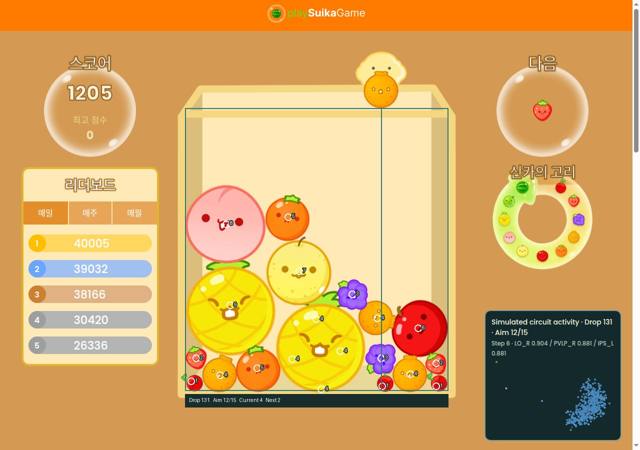 playSuikaGame
스코어
1205
최고 점수
0
리더보드
매일 매주 매월
1 40005
2 39032
3 38166
4 30420
5 26336
다음
신카의 고리
Simulated circuit activity · Drop 131
· Aim 12/15
Step 6 · LO_R 0.904 / PVLP_R 0.881 / IPS_L
0.881
Drop 131 Aim 12/15 Current 4 Next 2